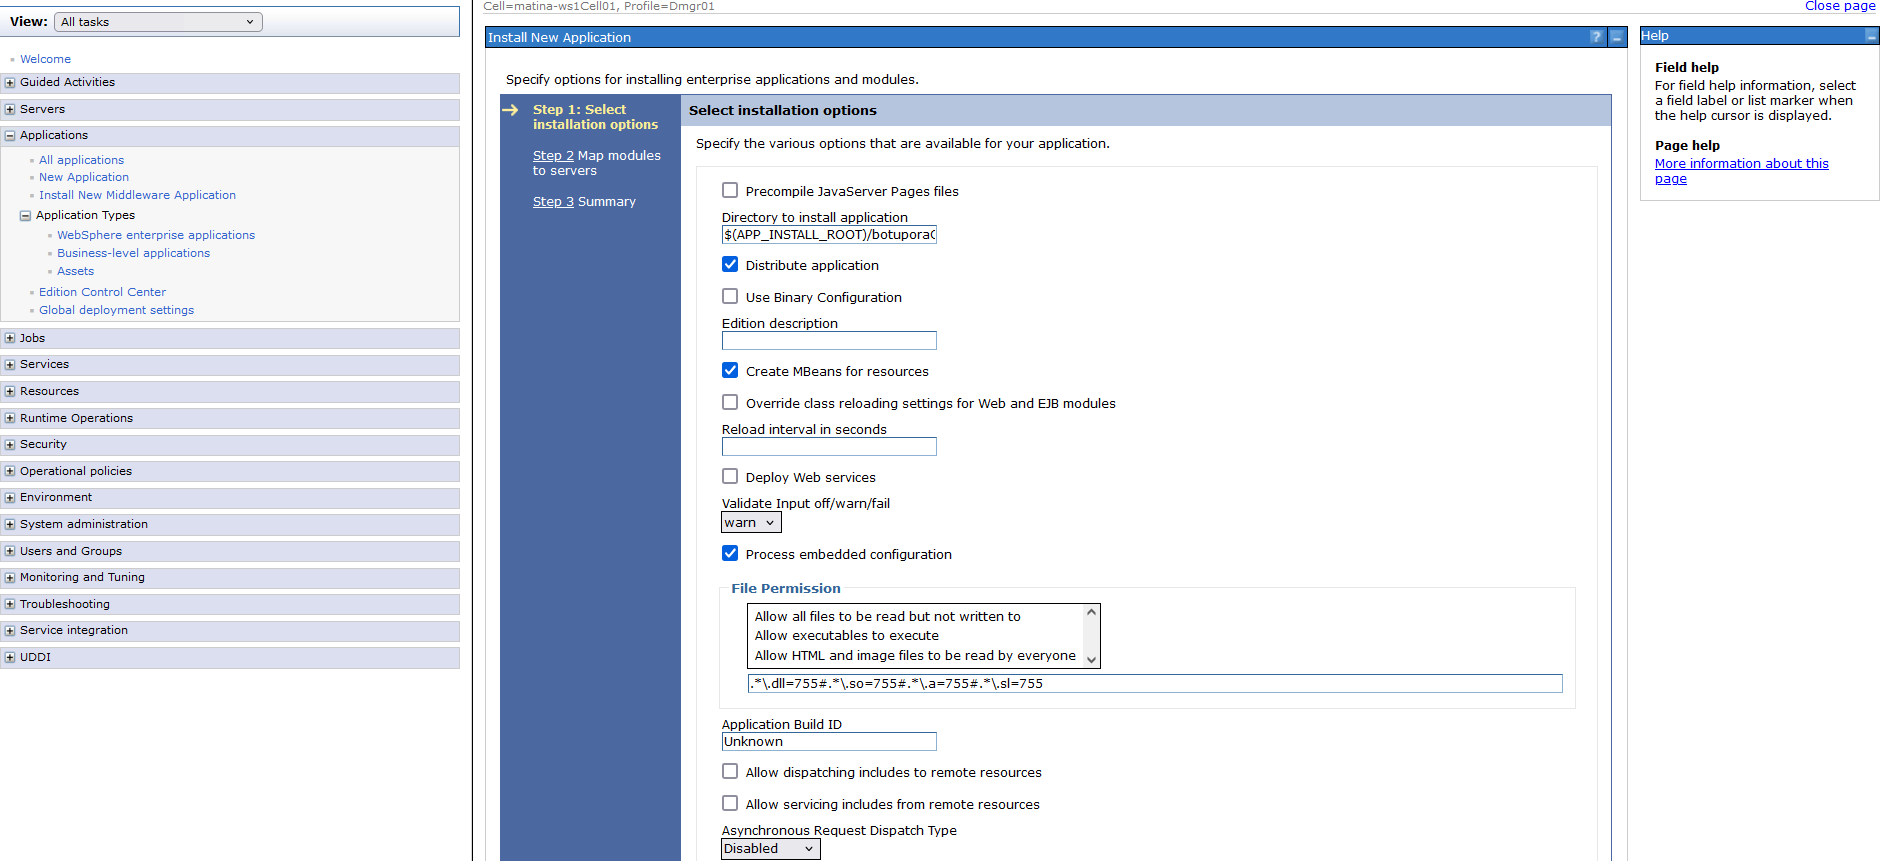 View: All tasks
Welcome
Guided Activities
Servers
Applications
All applications
New Application
Install New Middleware Application
Application Types
WebSphere enterprise applications
Business-level applications
Assets
Edition Control Center
Global deployment settings
Jobs
Services
Resources
Runtime Operations
Security
Operational policies
Environment
System administration
Users and Groups
Monitoring and Tuning
Troubleshooting
Service integration
UDDI
Cell=matina-ws1Cell01, Profile=Dmgr01
Close page
Install New Application
?
Specify options for installing enterprise applications and modules.
Step 1: Select
installation options
Step 2 Map modules
to servers
Step 3 Summary
Select installation options
Specify the various options that are available for your application.
Precompile JavaServer Pages files
Directory to install application
$(APP_INSTALL_ROOT)/botupora
Distribute application
Use Binary Configuration
Edition description
Create MBeans for resources
Override class reloading settings for Web and EJB modules
Reload interval in seconds
Deploy Web services
Validate Input off/warn/fail
warn
Process embedded configuration
File Permission
Allow all files to be read but not written to
Allow executables to execute
Allow HTML and image files to be read by everyone
.*\.dll=755#.*\.so=755#.*\.a=755#.*\.sl=755
Application Build ID
Unknown
Allow dispatching includes to remote resources
Allow servicing includes from remote resources
Asynchronous Request Dispatch Type
Disabled
Help
Field help
For field help information, select
a field label or list marker when
the help cursor is displayed.
Page help
More information about this
page